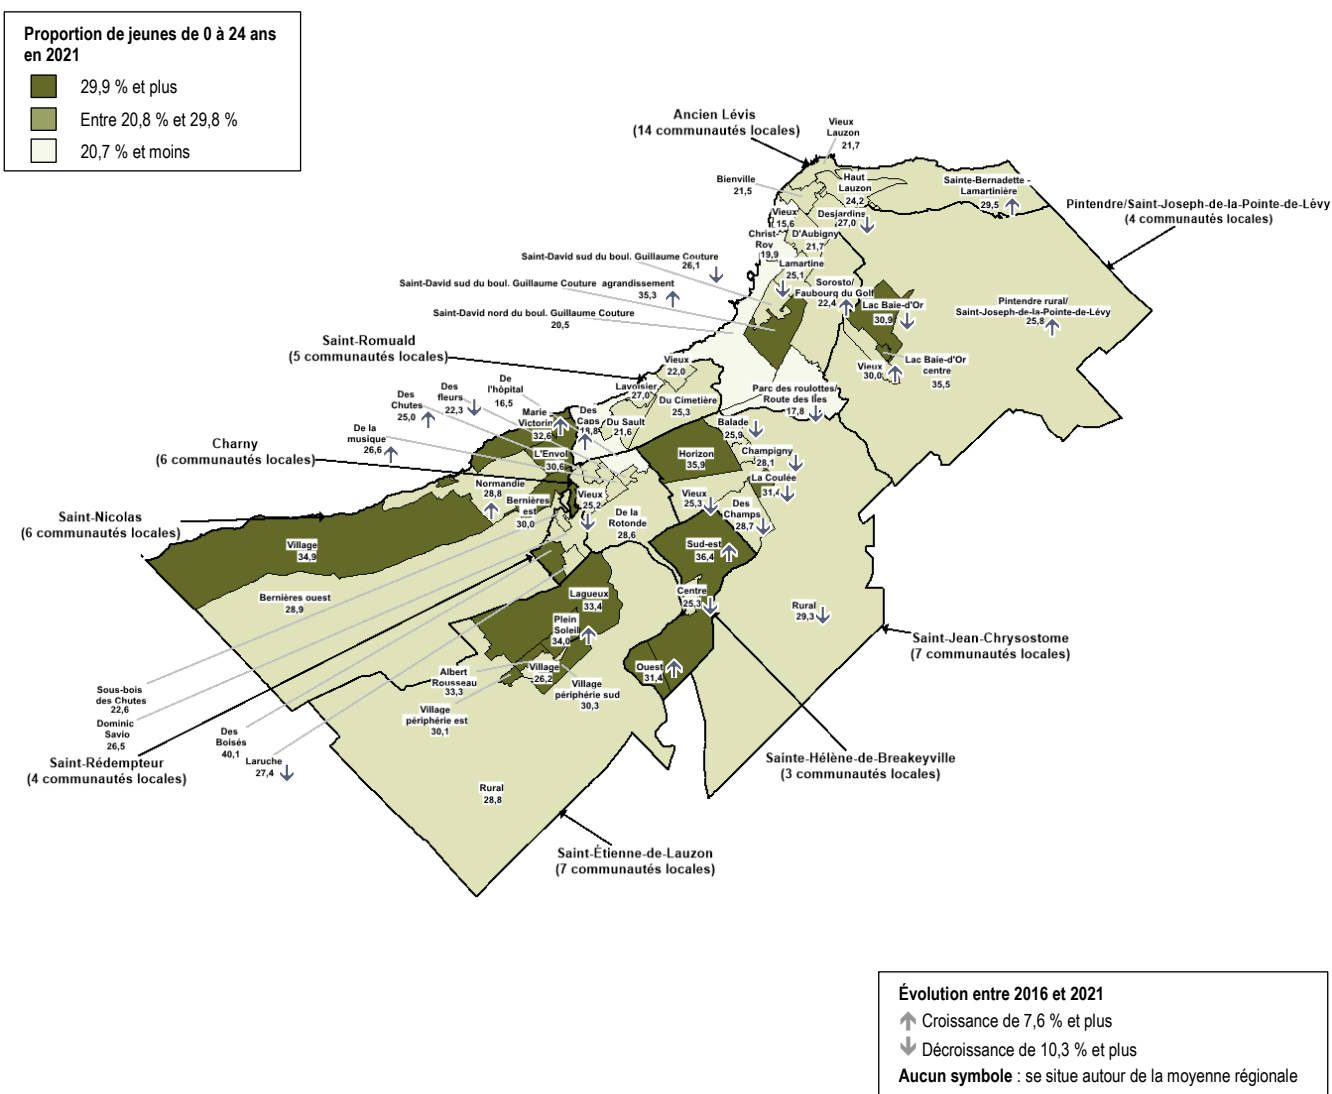 Proportion de jeunes de 0 à 24 ans
en 2021
29,9 % et plus
Entre 20,8 % et 29,8 %
20,7 % et moins
Ancien Lévis
(14 communautés locales)
Vieux
Lauzon
21,7
Bienville
21,5
Haut
Lauzon
24,2
Sainte-Bernadette -
Lamartinière
29,5
Pintendre/Saint-Joseph-de-la-Pointe-de-Lévy
(4 communautés locales)
Vieux
15,6
Desjardins
27,0
Christ-
Roy
19,9
D'Aubigny
21,7
Saint-David sud du boul. Guillaume Couture
26,1
Lamartine
25,1
Saint-David sud du boul. Guillaume Couture agrandissement
35,3
Sorosto/
Faubourg du Golf
22,4
Lac Baie-d'Or
30,9
Pintendre rural/
Saint-Joseph-de-la-Pointe-de-Lévy
25,8
Saint-David nord du boul. Guillaume Couture
20,5
Saint-Romuald
(5 communautés locales)
Vieux
22,0
Lac Baie-d'Or
centre
35,5
Vieux
30,0
Lavoisier
27,0
Du Cimetière
25,3
Parc des roulottes/
Route des Îles
17,8
De
l'hôpital
16,5
Des
fleurs
22,3
Des
Chutes
25,0
Marie
Victorin
32,6
Des
Caps
18,8
Du Sault
21,6
Balade
25,9
De la
musique
26,6
Charny
(6 communautés locales)
L'Envol
30,6
Horizon
35,9
Champigny
28,1
La Coulée
31,4
Normandie
28,8
Bernières
est
30,0
Vieux
25,2
Vieux
25,3
Des
Champs
28,7
De la
Rotonde
28,6
Saint-Nicolas
(6 communautés locales)
Village
34,9
Sud-est
36,4
Bernières ouest
28,9
Lagueux
33,4
Centre
25,3
Rural
29,3
Plein
Soleil
34,0
Saint-Jean-Chrysostome
(7 communautés locales)
Albert
Rousseau
33,3
Village
26,2
Ouest
31,4
Village
périphérie sud
30,3
Sous-bois
des Chutes
22,6
Village
périphérie est
30,1
Dominic
Savio
26,5
Des
Boisés
40,1
Saint-Rédempteur
(4 communautés locales)
Laruche
27,4
Sainte-Hélène-de-Breakeyville
(3 communautés locales)
Rural
28,8
Saint-Étienne-de-Lauzon
(7 communautés locales)
Évolution entre 2016 et 2021
Croissance de 7,6 % et plus
Décroissance de 10,3 % et plus
Aucun symbole : se situe autour de la moyenne régionale